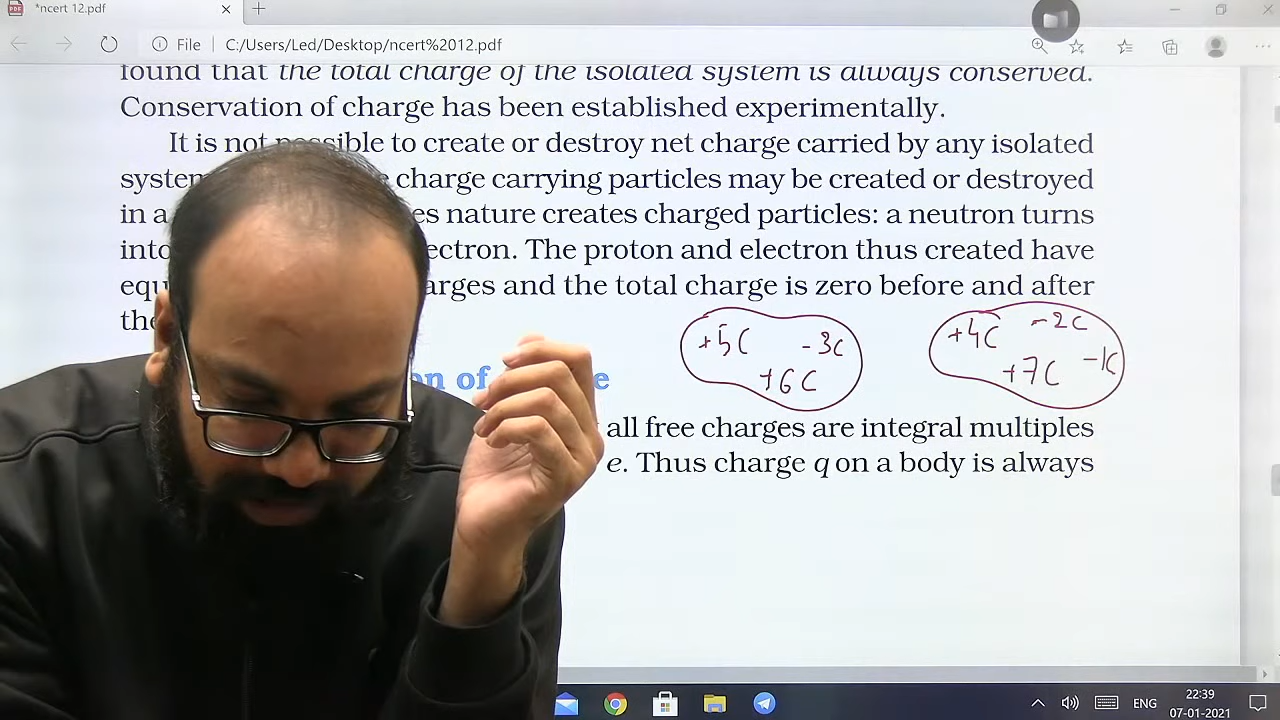 *ncert 12.pdf
File C:/Users/Led/Desktop/ncert%2012.pdf
found that the total charge of the isolated system is always conserved.
Conservation of charge has been established experimentally.
It is not possible to create or destroy net charge carried by any isolated
system charge carrying particles may be created or destroyed
in a nature creates charged particles: a neutron turns
into The proton and electron thus created have
and the total charge is zero before and after
+5C -3C +6C
+4C -2C +7C -1C
of
all free charges are integral multiples
e. Thus charge q on a body is always
ENG
22:39
07-01-2021